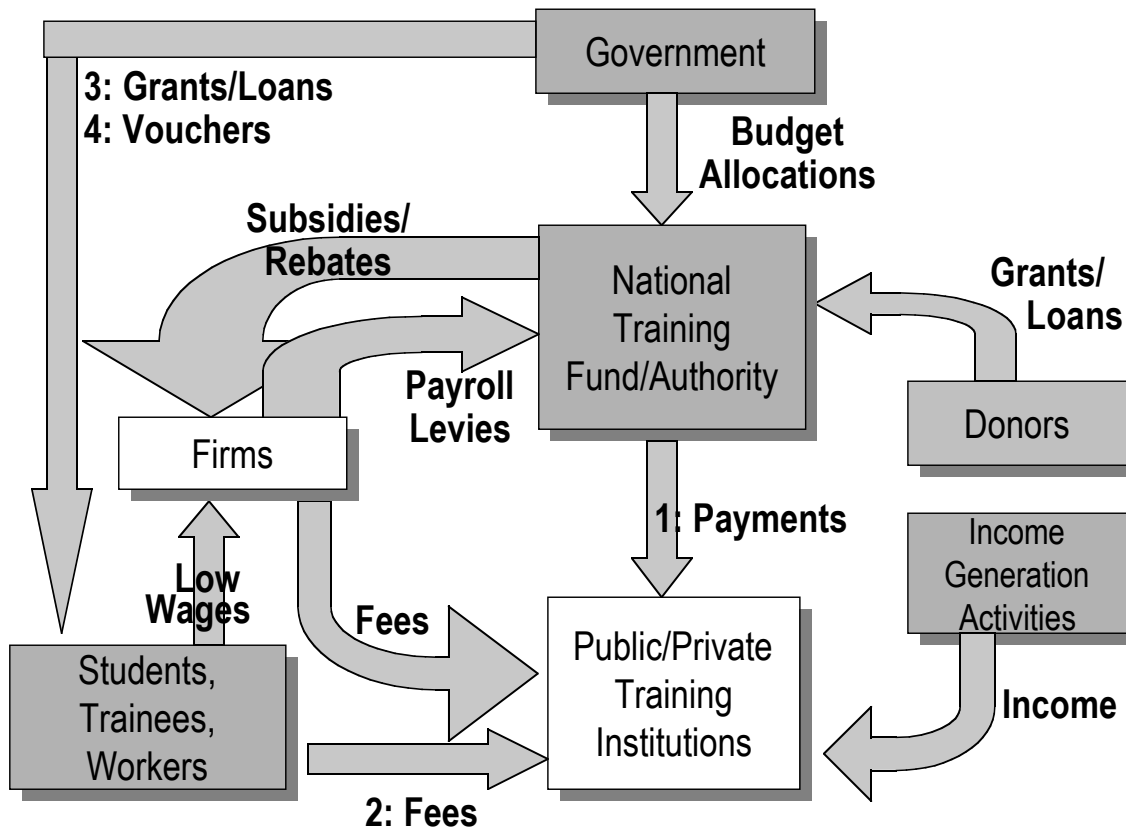 Government
3: Grants/Loans
4: Vouchers
Budget
Allocations
Subsidies/
Rebates
National
Training
Fund/Authority
Grants/
Loans
Payroll
Levies
Donors
Firms
1: Payments
Income
Generation
Activities
Low
Wages
Fees
Students,
Trainees,
Workers
Public/Private
Training
Institutions
Income
2: Fees